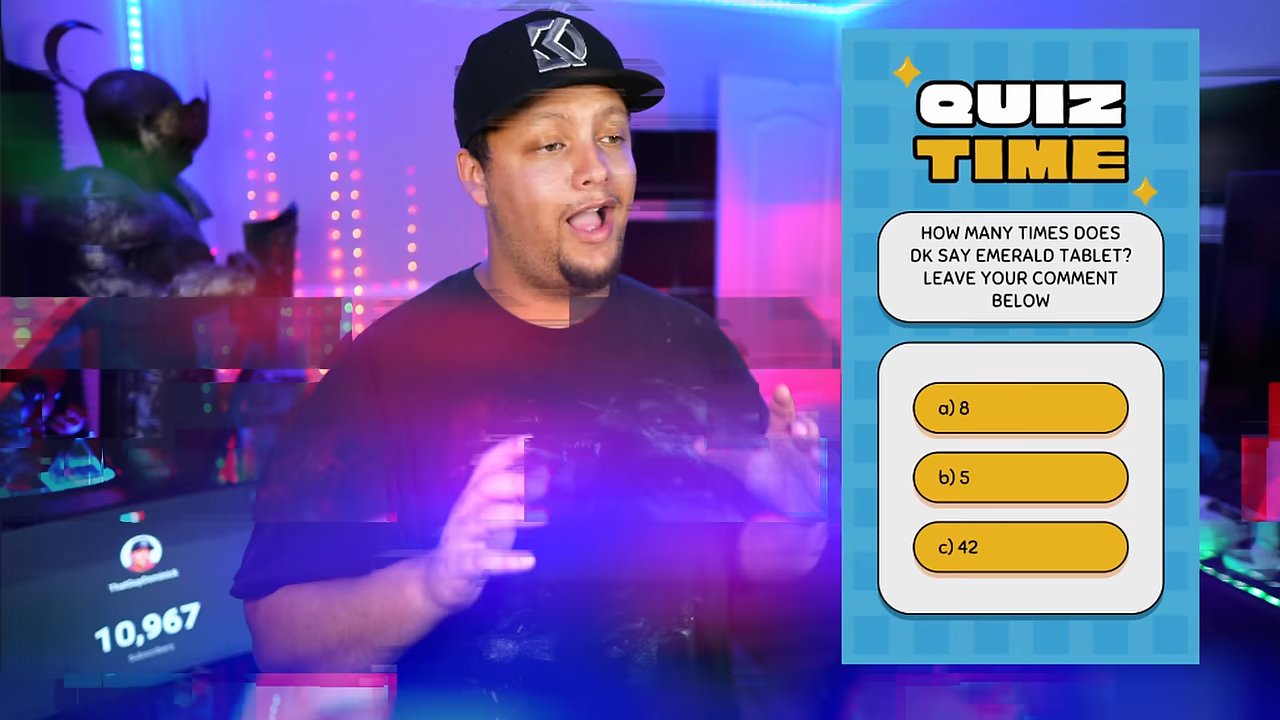 QUIZ
TIME
HOW MANY TIMES DOES
DK SAY EMERALD TABLET?
LEAVE YOUR COMMENT
BELOW
a) 8
b) 5
c) 42
10,967
Subscribers